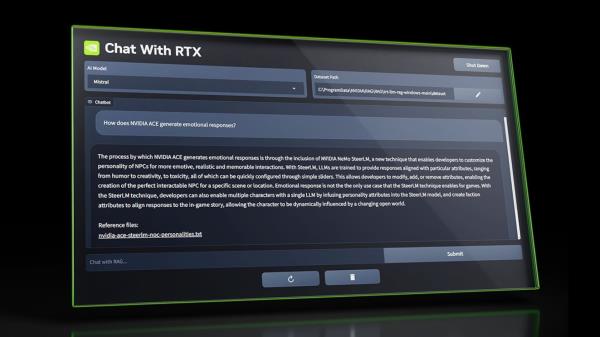 Chat With RTX
Shut Down
AI Model
Mistral
Dataset Path
Chatbot
How does NVIDIA ACE generate emotional responses?
The process by which NVIDIA ACE generates emotional responses is through the inclusion of NVIDIA NeMo SteerLM, a new technique that enables developers to customize the
personality of NPCs for more emotive, realistic and memorable interactions. With SteerLM, LLMs are trained to provide responses aligned with particular attributes, ranging
from humor to creativity, to toxicity, all of which can be quickly configured through simple sliders. This allows developers to modify, add, or remove attributes, enabling the
creation of the perfect interactable NPC for a specific scene or location. Emotional response is not the the only use case that the SteerLM technique enables for games. With
the SteerLM technique, developers can also enable multiple characters with a single LLM by infusing personality attributes into the SteerLM model, and create faction
attributes to align responses to the in-game story, allowing the character to be dynamically influenced by a changing open world.
Reference files:
nvidia-ace-steerlm-npc-personalities.txt
Chat with RAG...
Submit